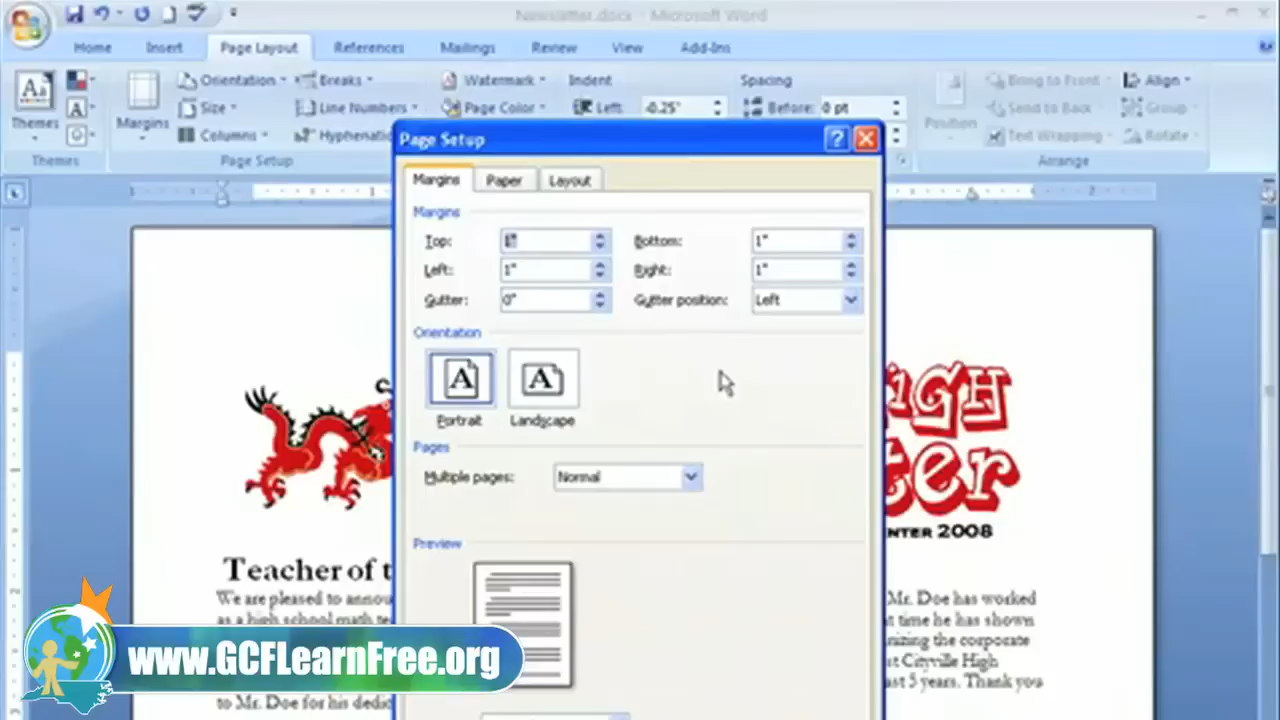 Newsletter.docx - Microsoft Word
Home Insert Page Layout References Mailings Review View Add-Ins
Orientation Breaks Watermark Indent Spacing Bring to Front Align
Themes Margins Size Line Numbers Page Color Left: -0.25" Before: 0 pt Position Send to Back Group
Columns Hyphenatio Text Wrapping Rotate
Themes Page Setup Arrange
Page Setup
Margins Paper Layout
Margins
Top: 1" Bottom: 1"
Left: 1" Right: 1"
Gutter: 0" Gutter position: Left
Orientation
Portrait Landscape
Pages
Multiple pages: Normal
Preview
IGH
ter
NTER 2008
Teacher of t
We are pleased to annou Mr. Doe has worked
as a high school math te t time he has shown
nizing the corporate
st Cityville High
ast 5 years. Thank you
to Mr. Doe for his dedic
www.GCFLearnFree.org